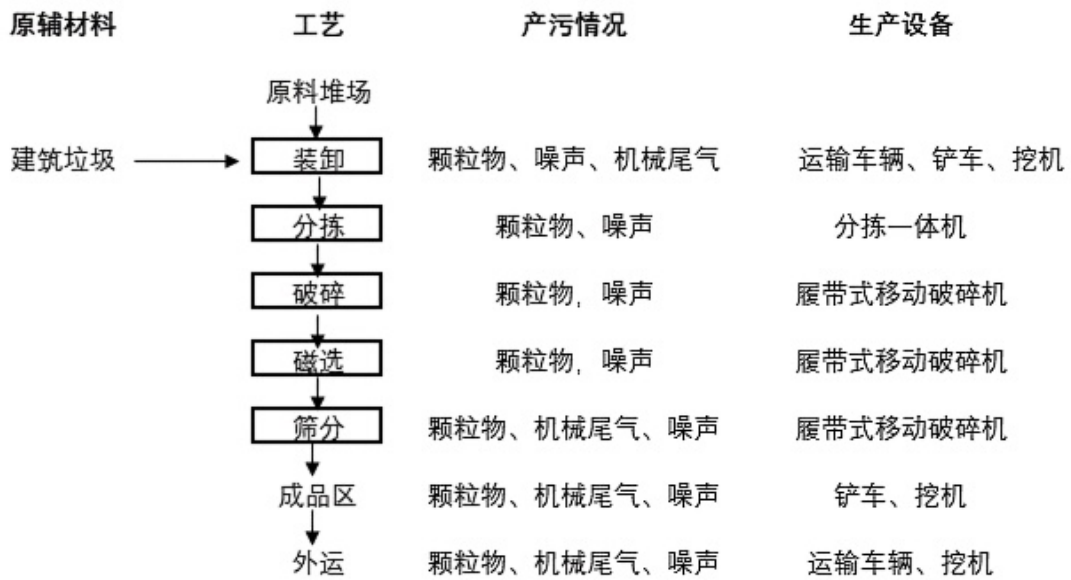 原辅材料 工艺 产污情况 生产设备
原料堆场
建筑垃圾 装卸 颗粒物、噪声、机械尾气 运输车辆、铲车、挖机
分拣 颗粒物、噪声 分拣一体机
破碎 颗粒物，噪声 履带式移动破碎机
磁选 颗粒物，噪声 履带式移动破碎机
筛分 颗粒物、机械尾气、噪声 履带式移动破碎机
成品区 颗粒物、机械尾气、噪声 铲车、挖机
外运 颗粒物、机械尾气、噪声 运输车辆、挖机